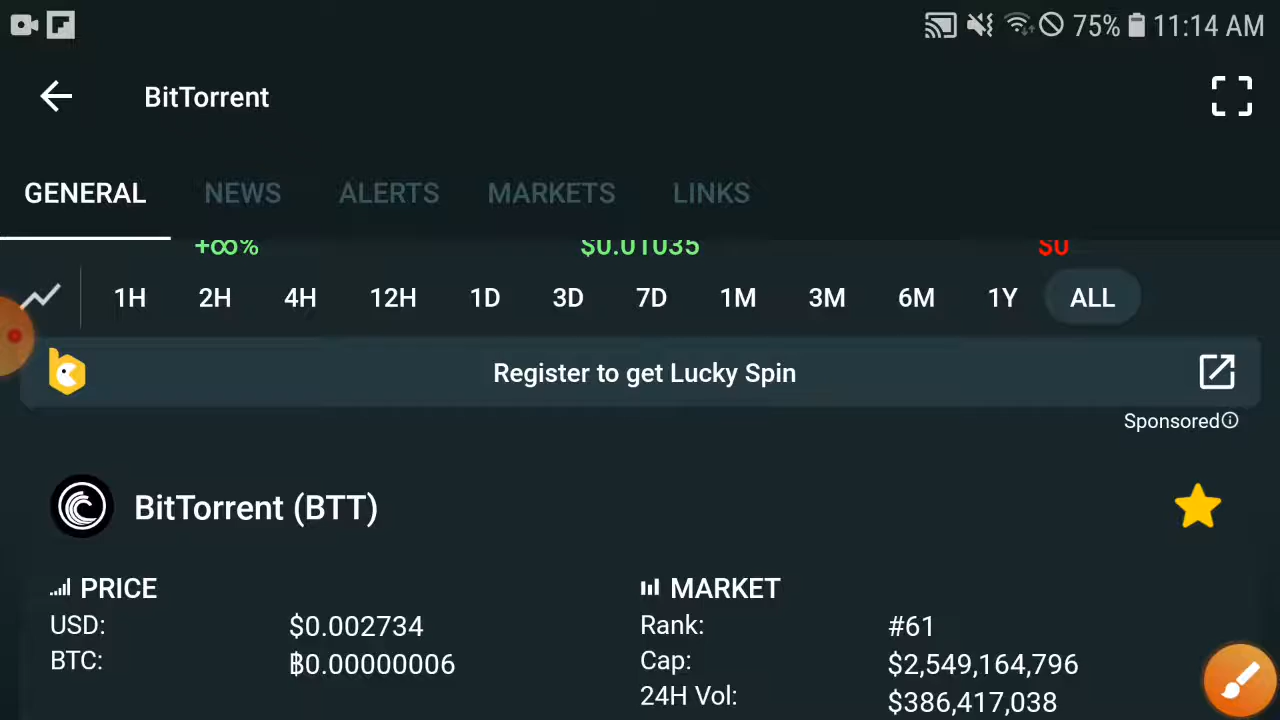 75% 11:14 AM
BitTorrent
GENERAL NEWS ALERTS MARKETS LINKS
+∞% $0.01035 $0
1H 2H 4H 12H 1D 3D 7D 1M 3M 6M 1Y ALL
Register to get Lucky Spin
Sponsored
BitTorrent (BTT)
PRICE
USD: $0.002734
BTC: ₿0.00000006
MARKET
Rank: #61
Cap: $2,549,164,796
24H Vol: $386,417,038